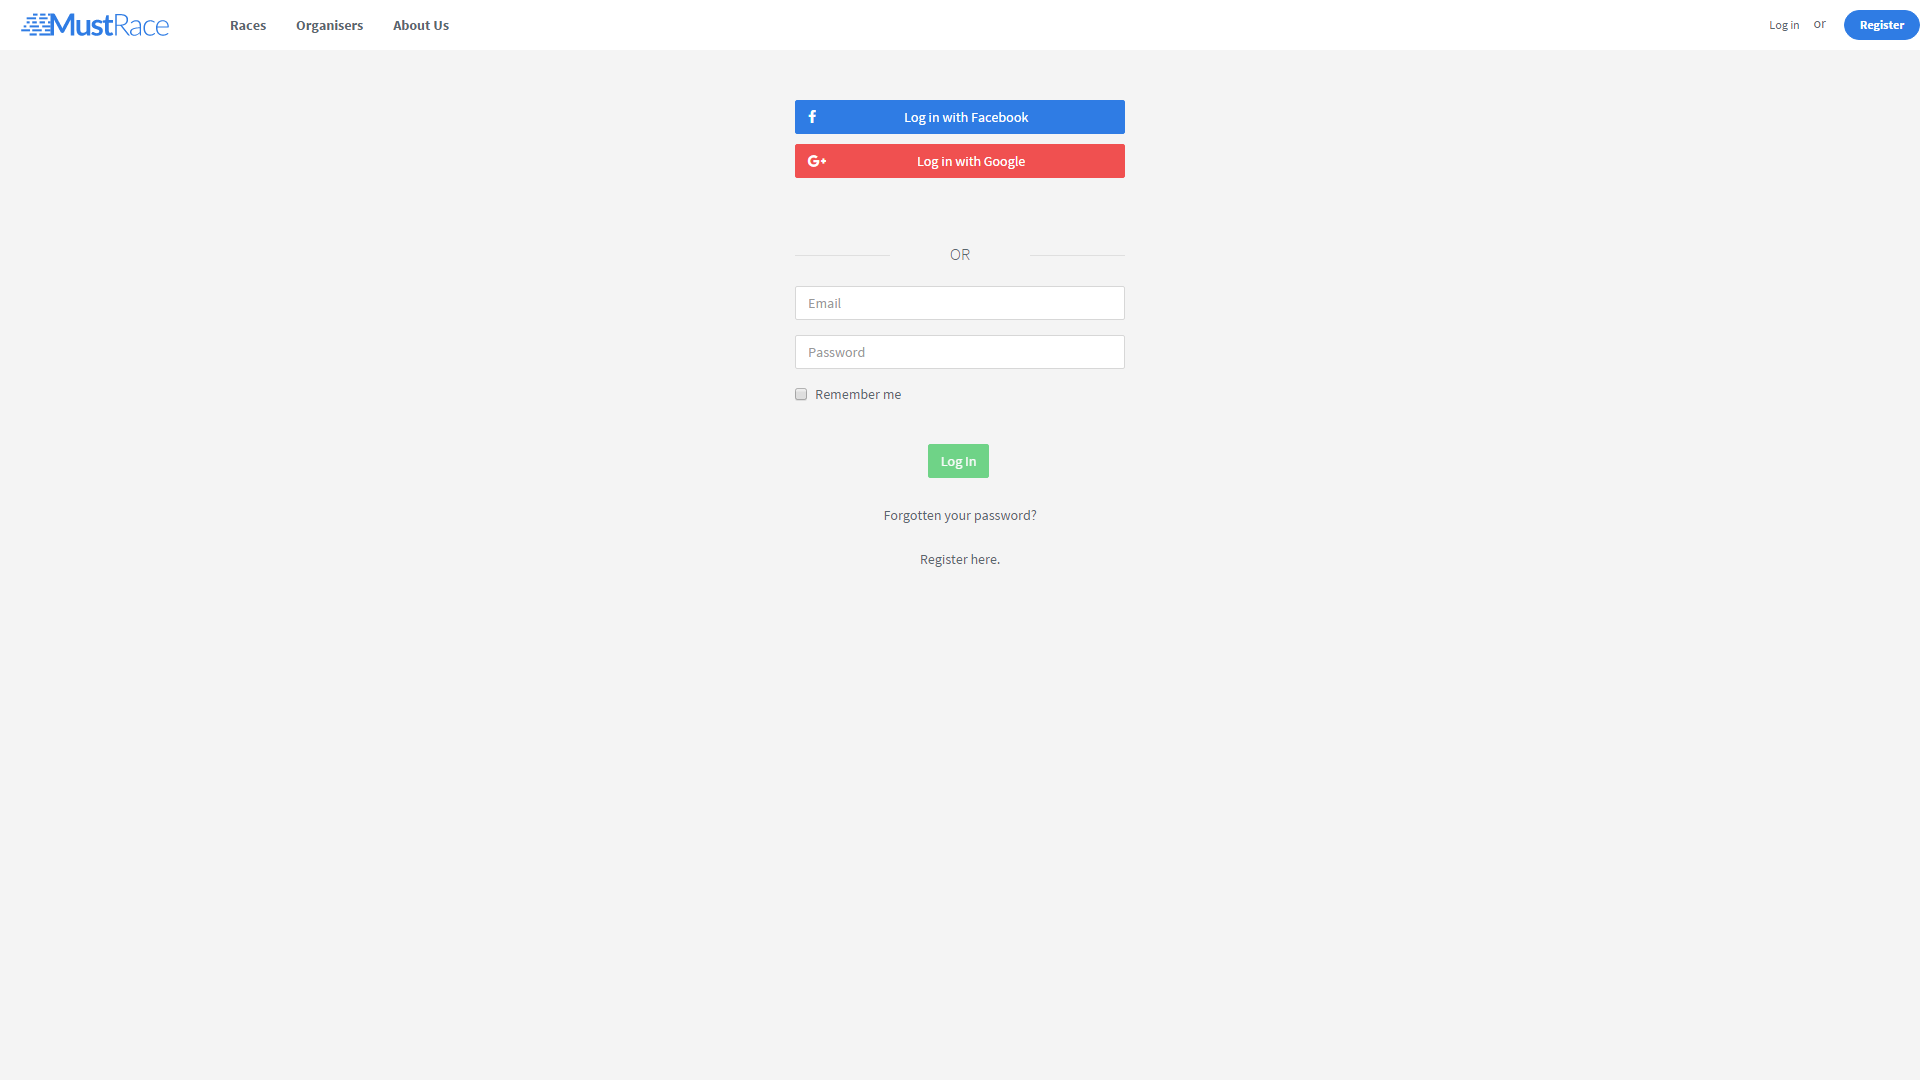 MustRace
Races
Organisers
About Us
Log in
or
Register
Log in with Facebook
G+
Log in with Google
OR
Email
Password
Remember me
Log In
Forgotten your password?
Register here.